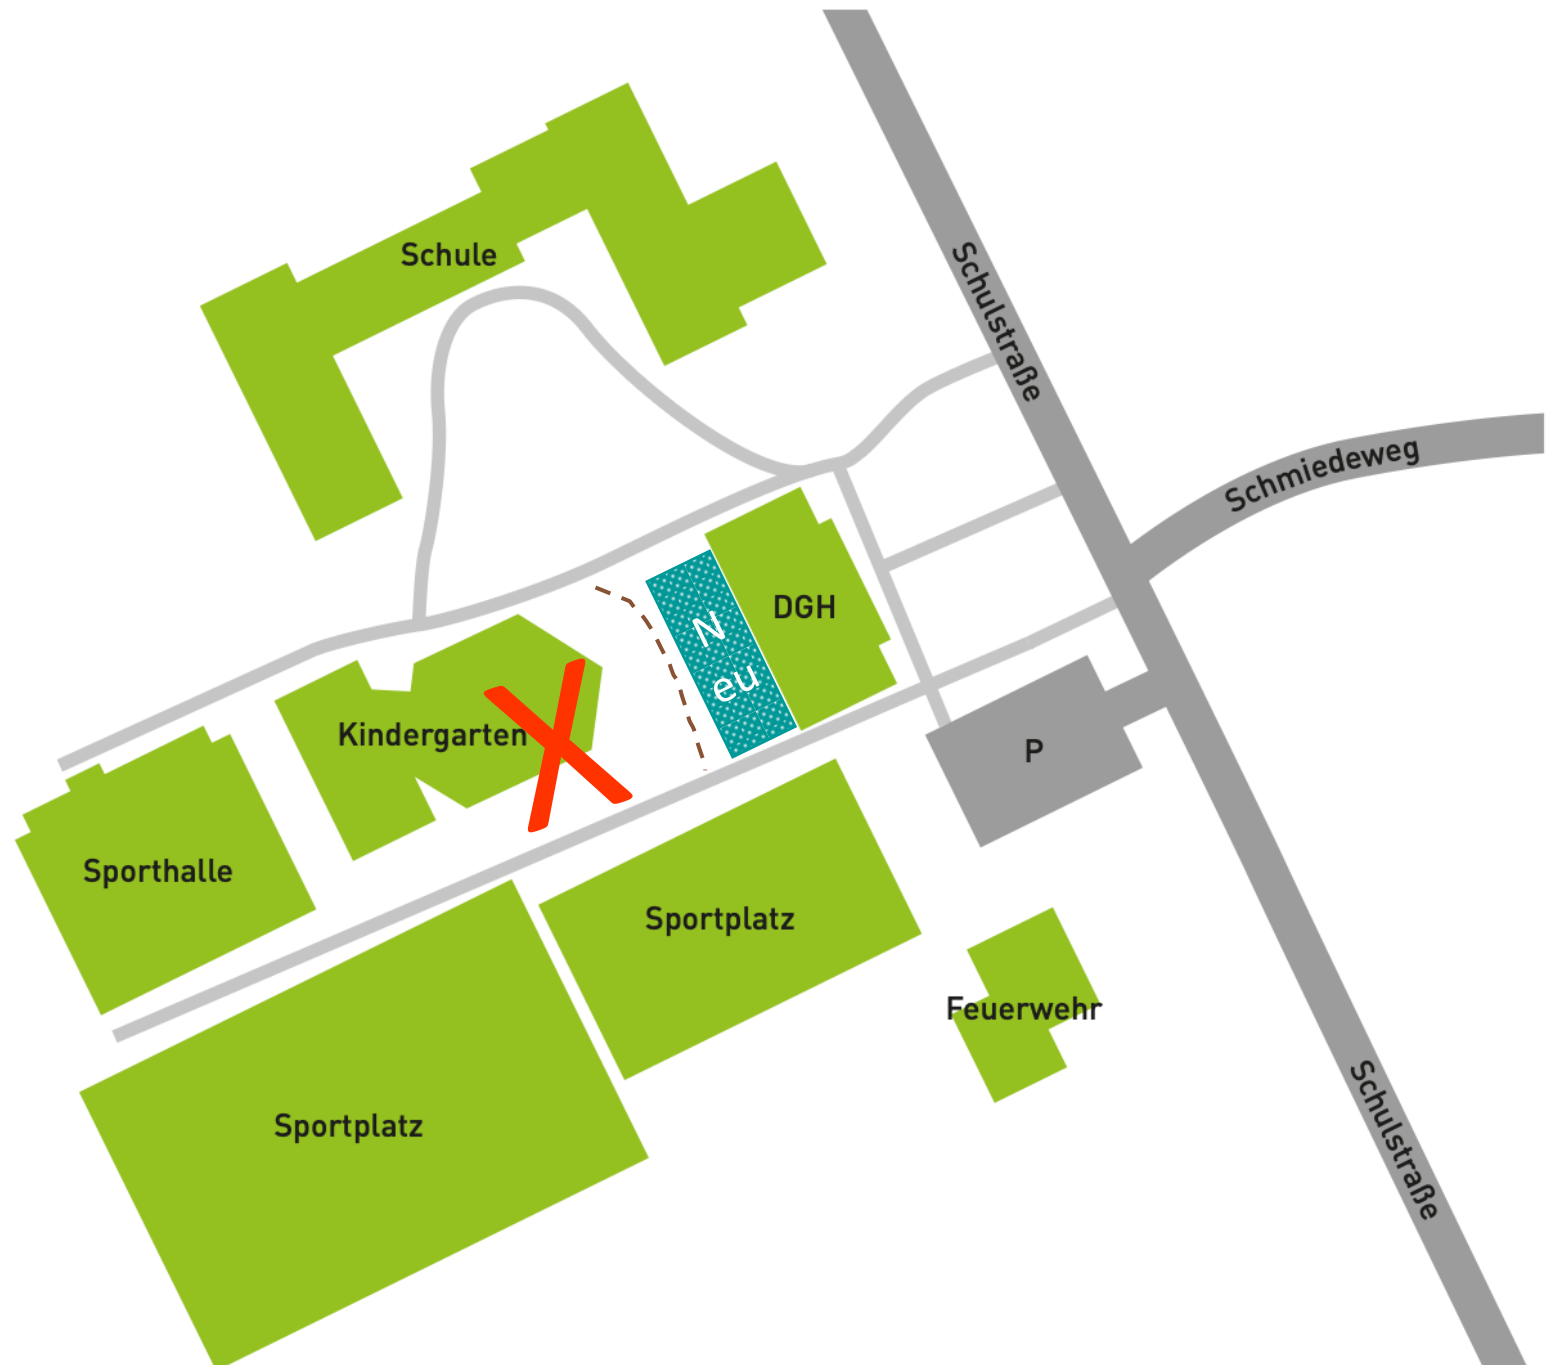 Schule
Schulstraße
Schmiedeweg
N
eu
DGH
Kindergarten
P
Sporthalle
Sportplatz
Feuerwehr
Sportplatz
Schulstraße